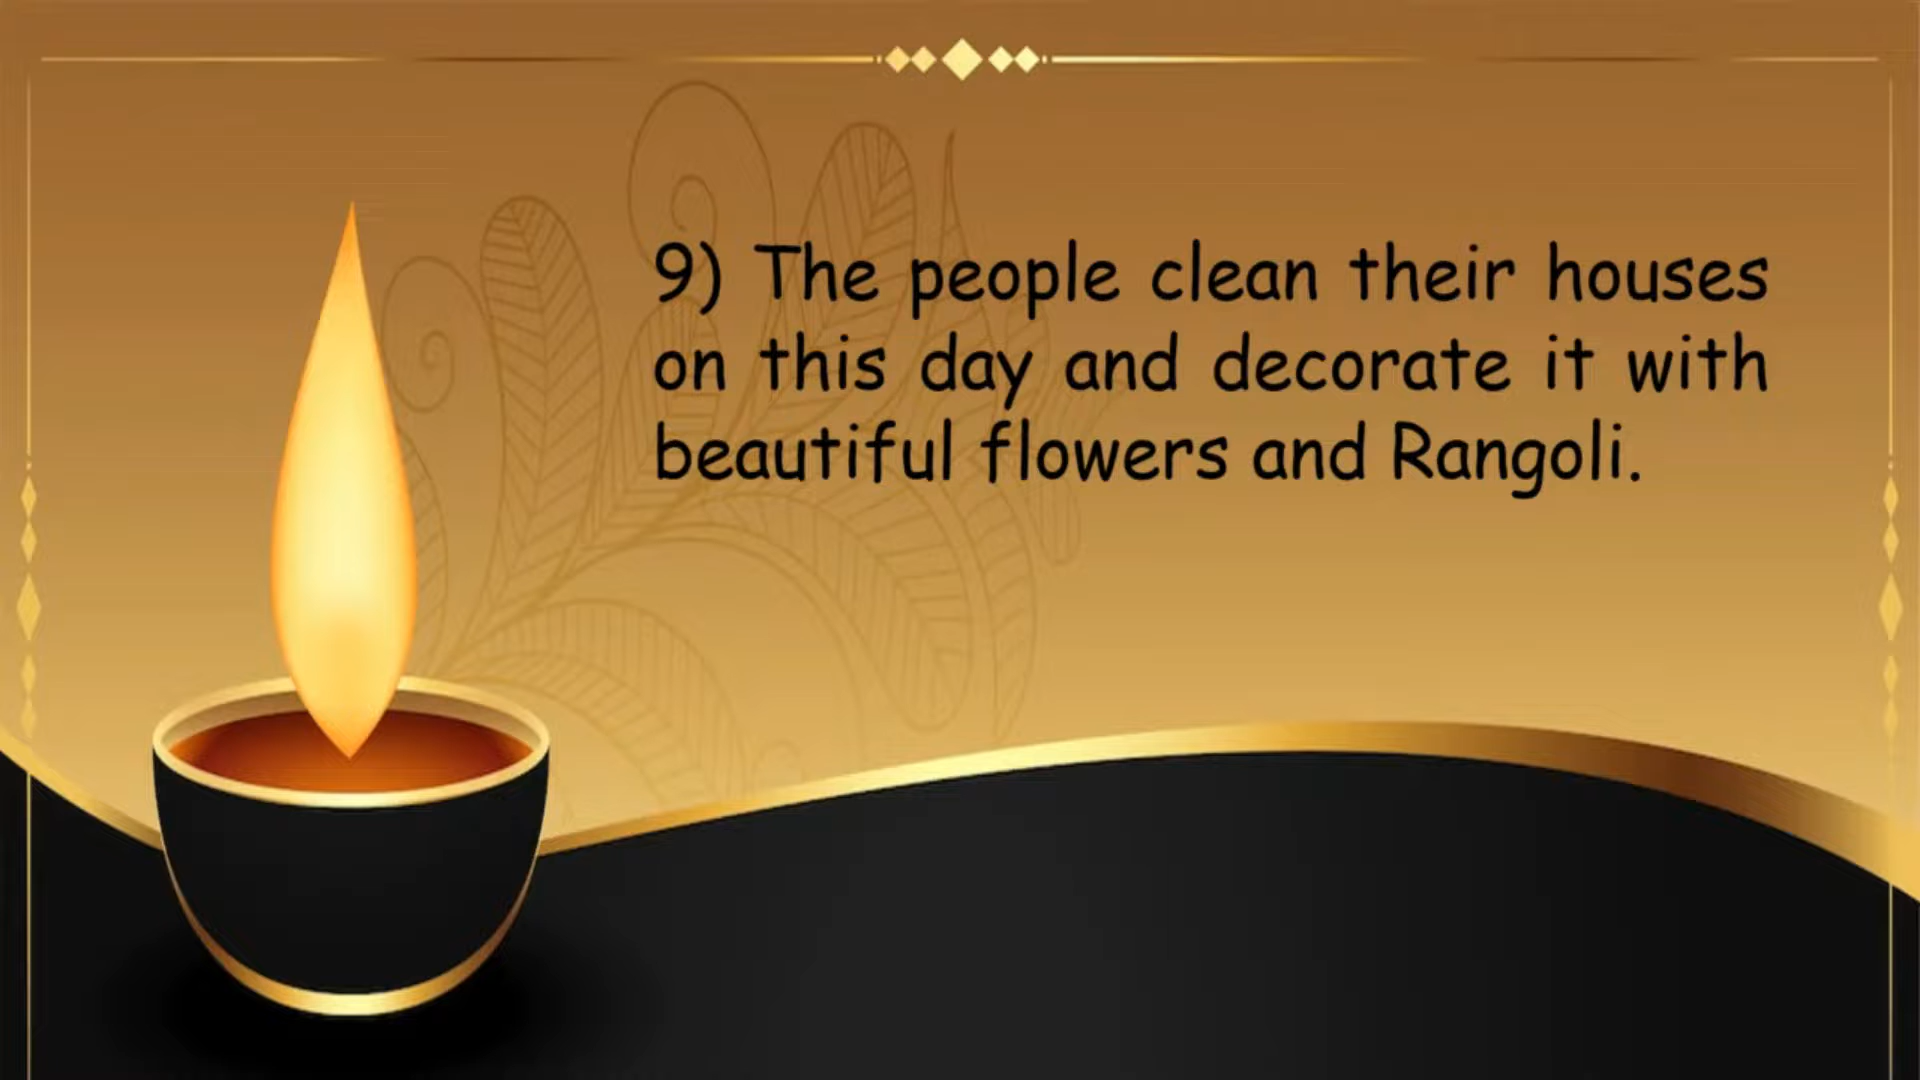 9) The people clean their houses
on this day and decorate it with
beautiful flowers and Rangoli.